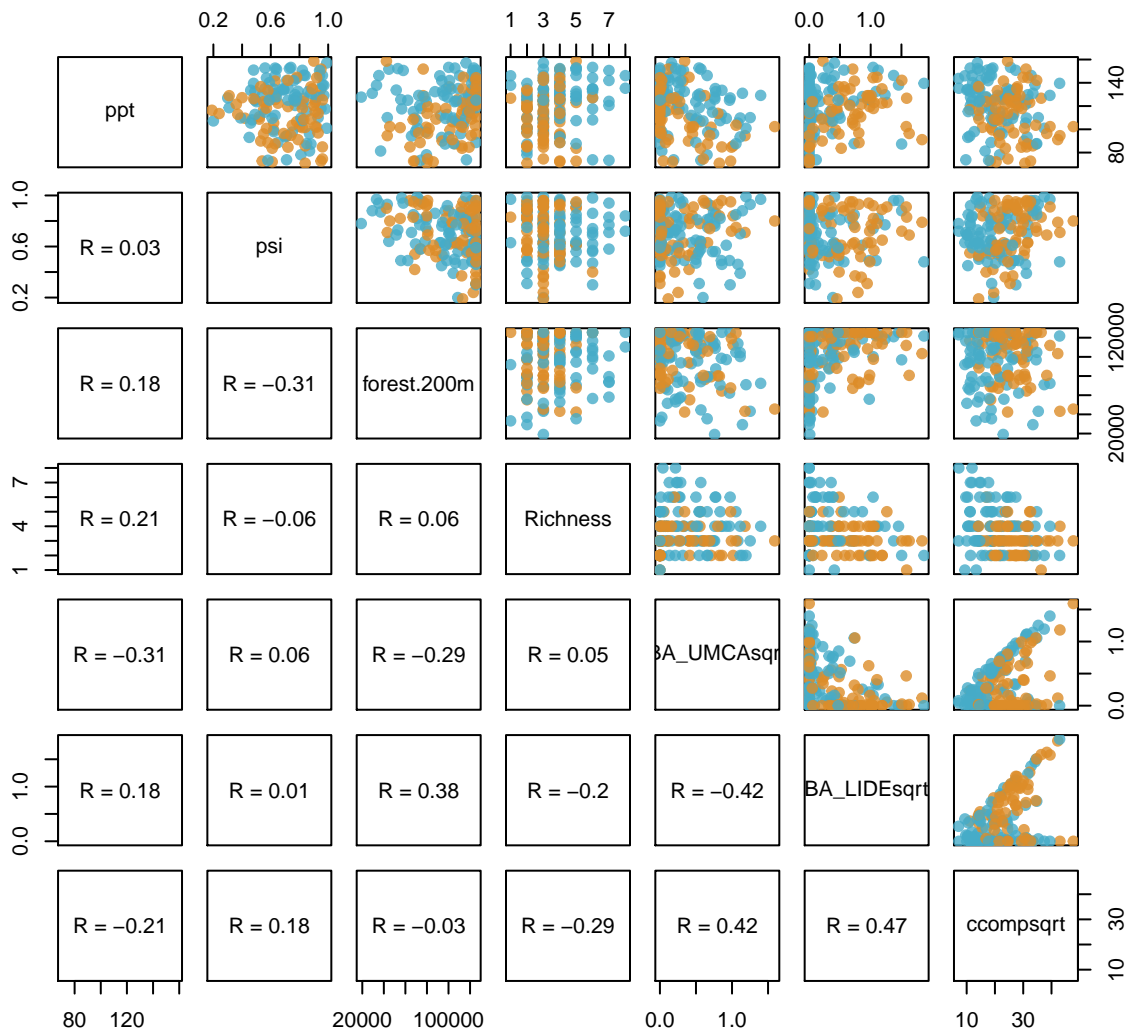 0.2 0.6 1.0 1 3 5 7 0.0 1.0
ppt
80 140
0.2 0.6 1.0
R = 0.03
psi
R = 0.18
R = −0.31
forest.200m
20000 120000
1 4 7
R = 0.21
R = −0.06
R = 0.06
Richness
R = −0.31
R = 0.06
R = −0.29
R = 0.05
BA_UMCAsqr
0.0 1.0
0.0 1.0
R = 0.18
R = 0.01
R = 0.38
R = −0.2
R = −0.42
BA_LIDEsqrt
R = −0.21
R = 0.18
R = −0.03
R = −0.29
R = 0.42
R = 0.47
ccompsqrt
10 30
80 120 20000 100000 0.0 1.0 10 30